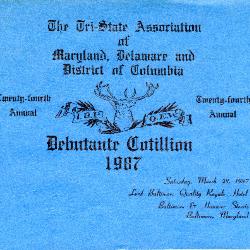 The Tri-State Association
of
Maryland, Delaware and
District of Columbia
Twenty-fourth
Annual
I.B.P.
O.E.W.
Twenty-fourth
Annual
Debutante Cotillion
1987
Saturday, March 28, 1987
Lord Baltimore Quality Royale Hotel
Baltimore & Hanover Streets
Baltimore, Maryland